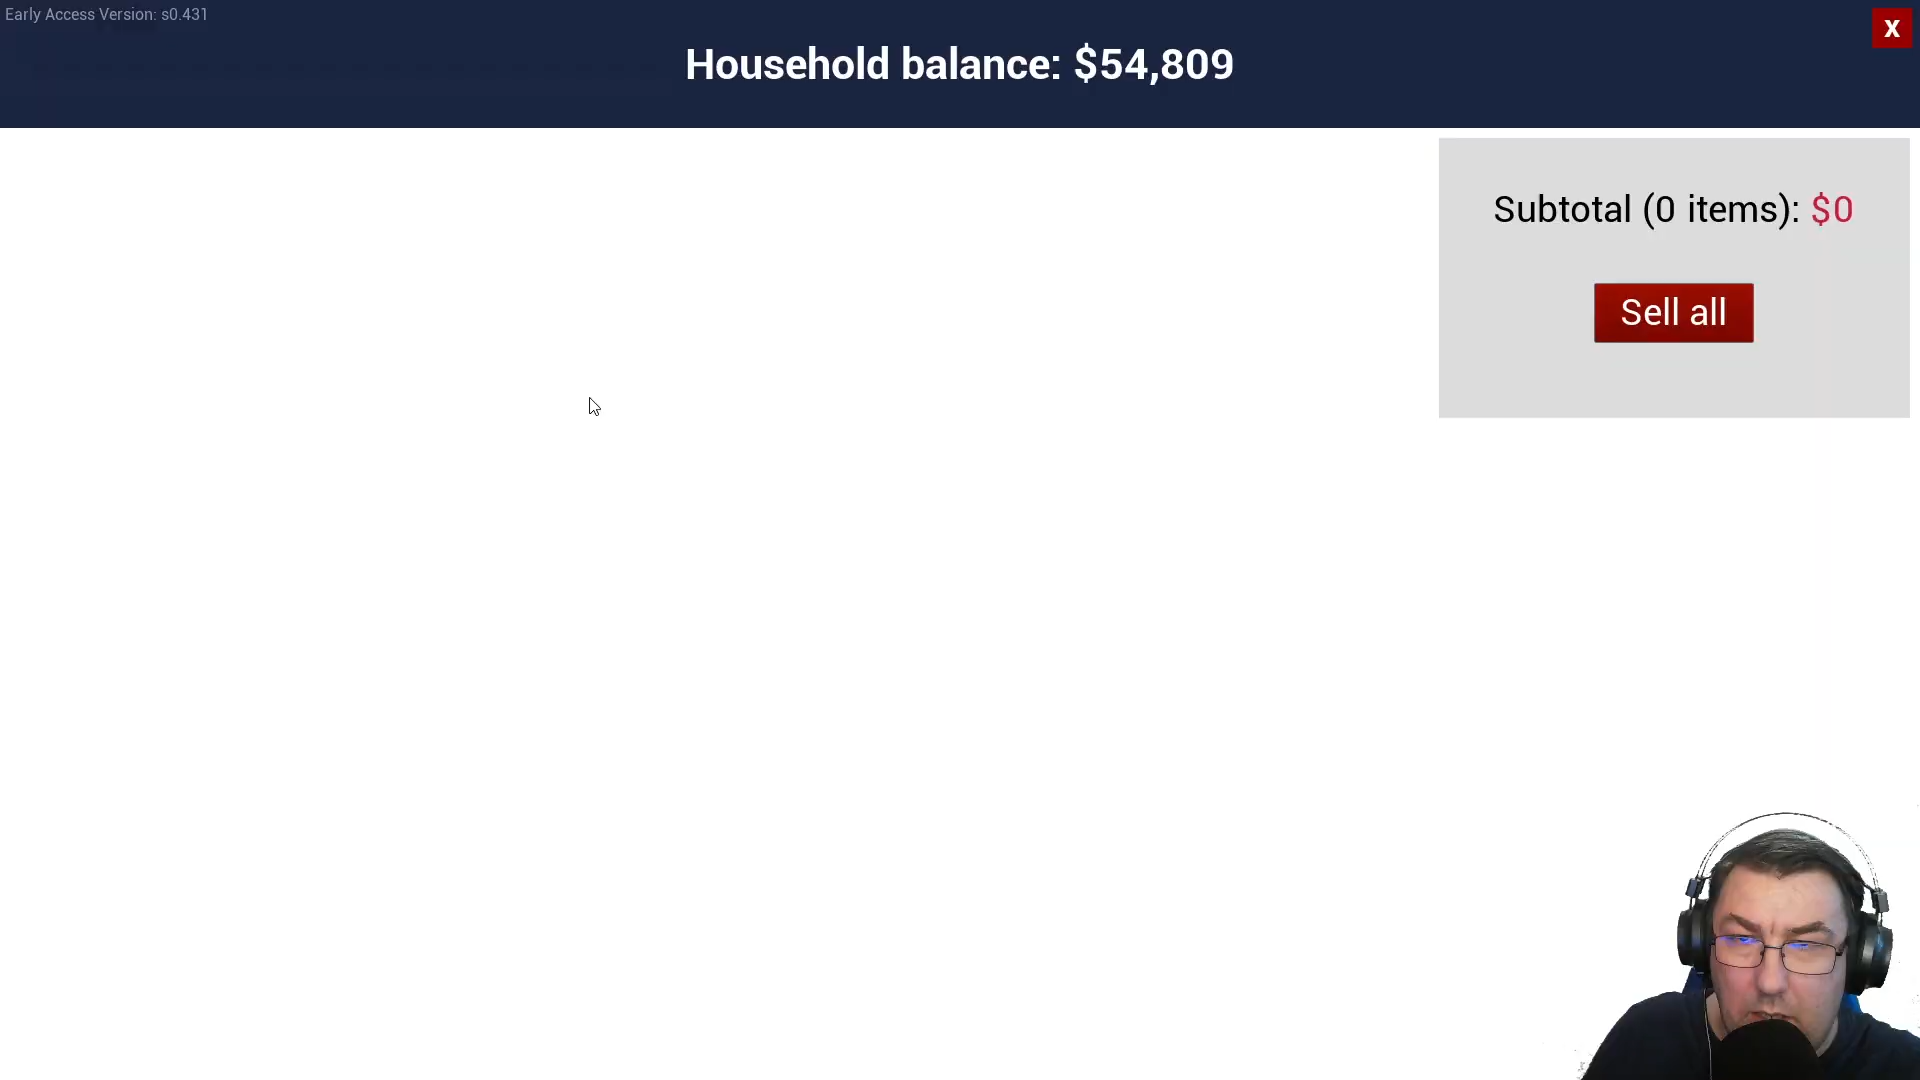 Early Access Version: s0.431
X
Household balance: $54,809
Subtotal (0 items): $0
Sell all